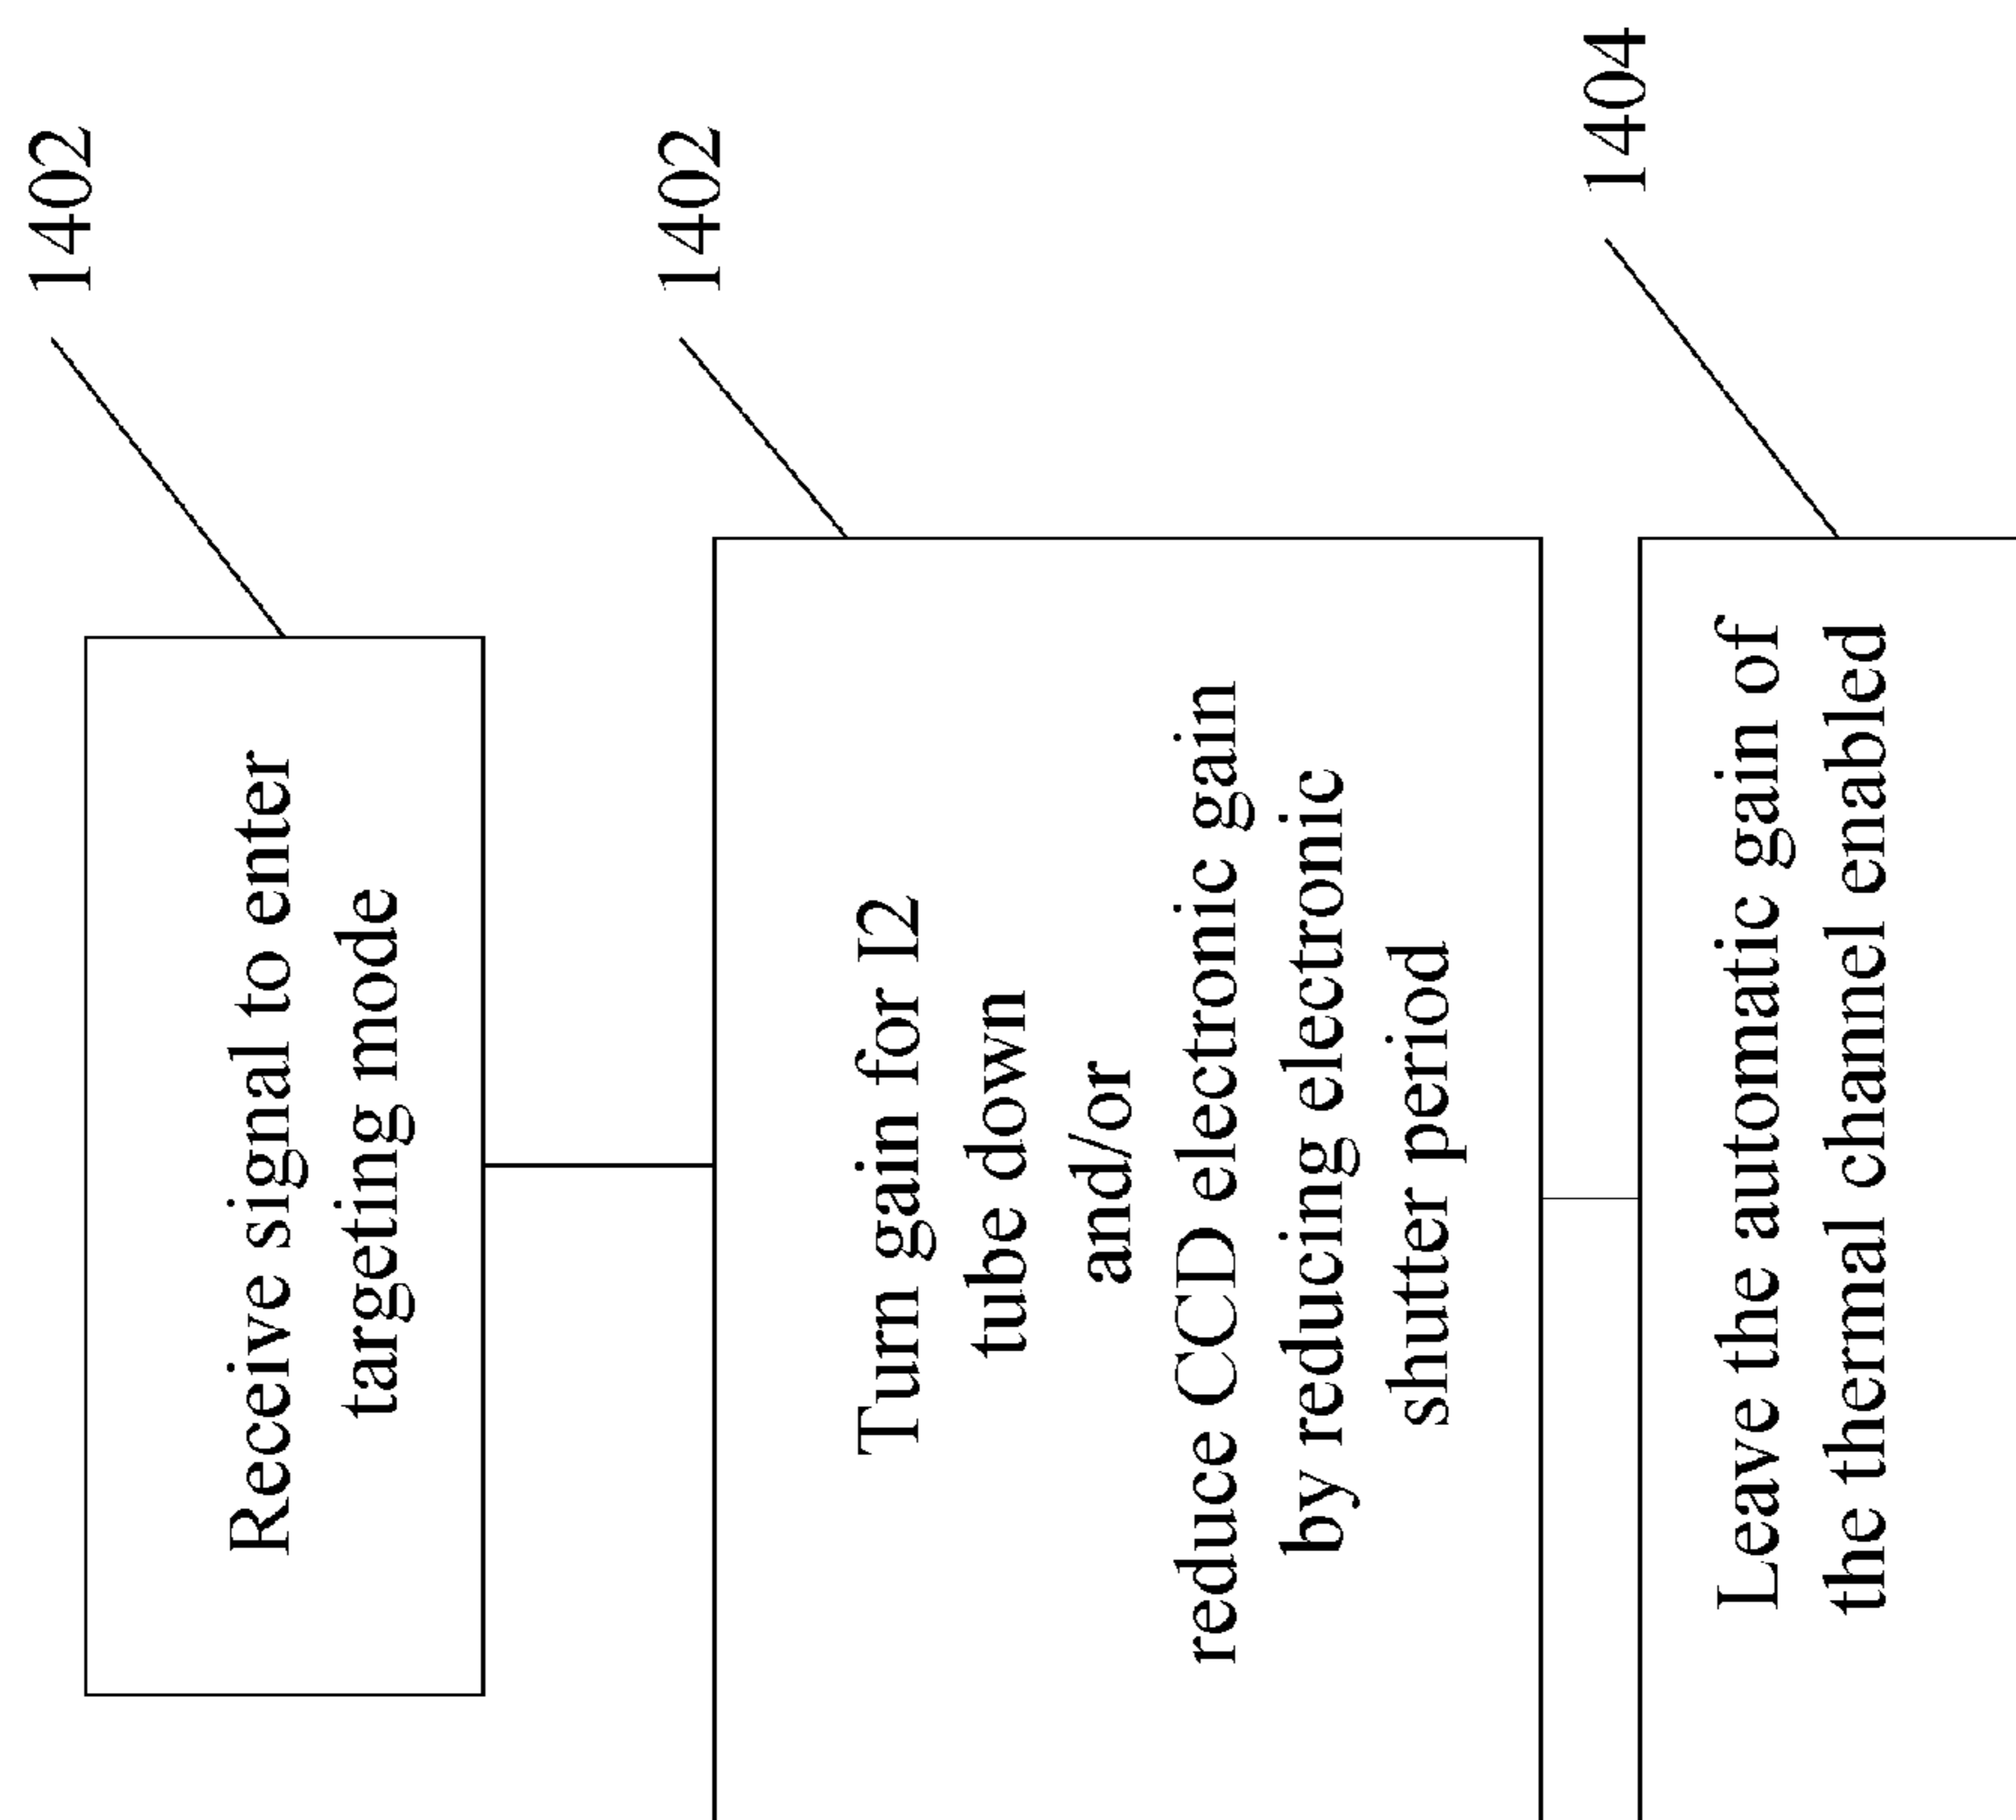 Receive signal to enter
targeting mode
1402
Turn gain for I2
tube down
and/or
reduce CCD electronic gain
by reducing electronic
shutter period
1402
Leave the automatic gain of
the thermal channel enabled
1404